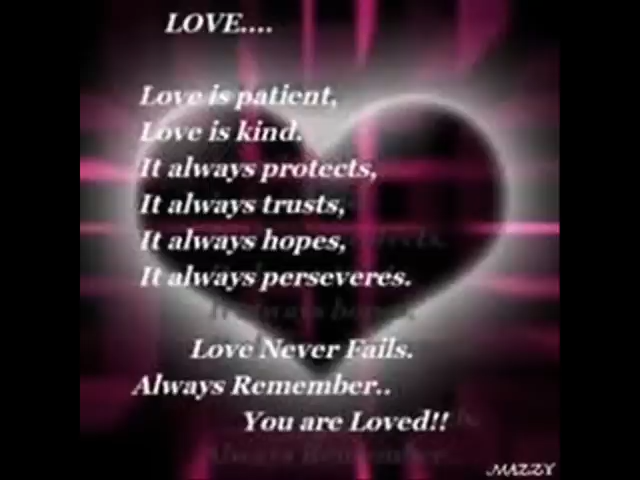 LOVE....
Love is patient,
Love is kind.
It always protects,
It always trusts,
It always hopes,
It always perseveres.
Love Never Fails.
Always Remember..
You are Loved!!
MAZZY